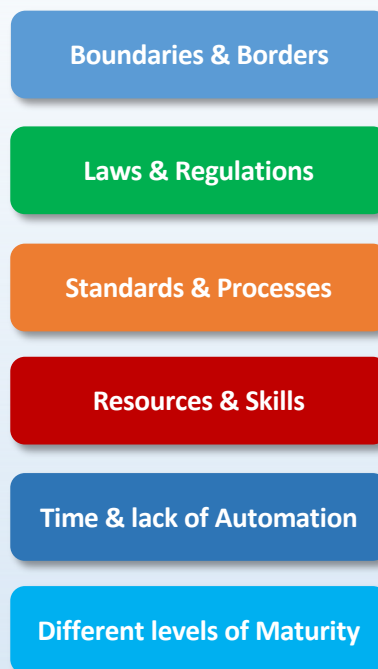 Boundaries & Borders
Laws & Regulations
Standards & Processes
Resources & Skills
Time & lack of Automation
Different levels of Maturity